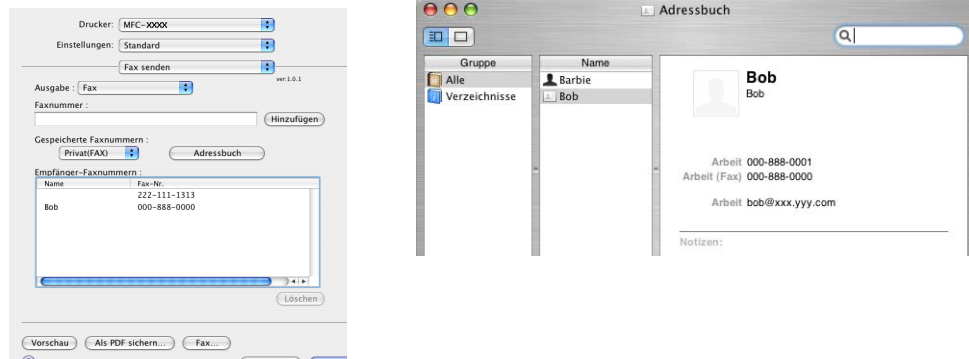 Drucker: MFC-XXXX
Einstellungen: Standard
Fax senden
ver.1.0.1
Ausgabe : Fax
Faxnummer :
Hinzufügen
Gespeicherte Faxnummern :
Privat(FAX) Adressbuch
Empfänger-Faxnummern :
Name Fax-Nr.
222-111-1313
Bob 000-888-0000
Löschen
Vorschau Als PDF sichern... Fax...
Adressbuch
Gruppe Name
Alle Barbie
Verzeichnisse Bob
Bob
Bob
Arbeit 000-888-0001
Arbeit (Fax) 000-888-0000
Arbeit bob@xxx.yyy.com
Notizen: